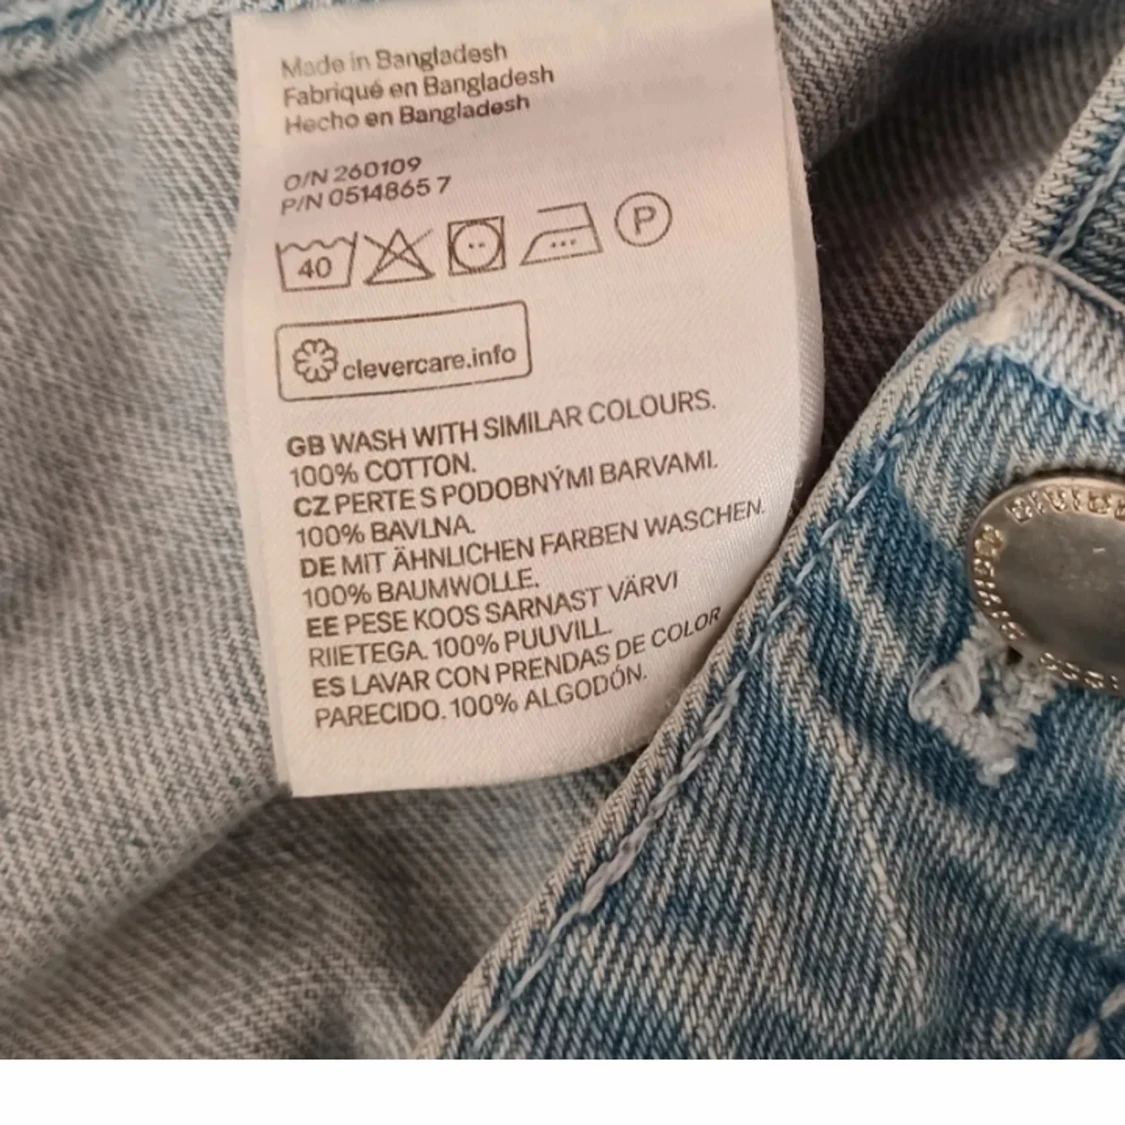 Made in Bangladesh
Fabriqué en Bangladesh
Hecho en Bangladesh
O/N 260109
P/N 0514865 7
40
P
clevercare.info
GB WASH WITH SIMILAR COLOURS.
100% COTTON.
CZ PERTE S PODOBNÝMI BARVAMI.
100% BAVLNA.
DE MIT ÄHNLICHEN FARBEN WASCHEN.
100% BAUMWOLLE.
EE PESE KOOS SARNAST VÄRVI
RIIETEGA. 100% PUUVILL.
ES LAVAR CON PRENDAS DE COLOR
PARECIDO. 100% ALGODÓN.